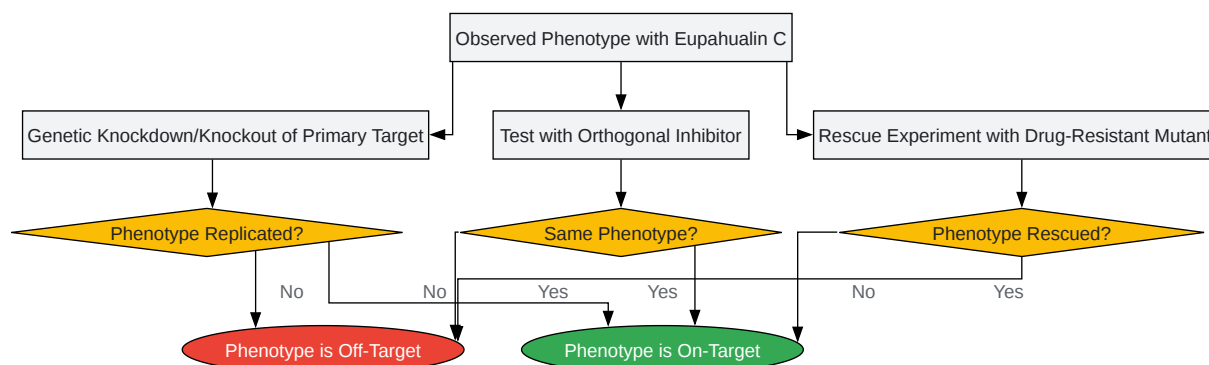 Observed Phenotype with Eupahualin C
Genetic Knockdown/Knockout of Primary Target
Test with Orthogonal Inhibitor
Rescue Experiment with Drug-Resistant Mutant
Phenotype Replicated?
Same Phenotype?
Phenotype Rescued?
No
No
Yes
Yes
No
Yes
Phenotype is Off-Target
Phenotype is On-Target